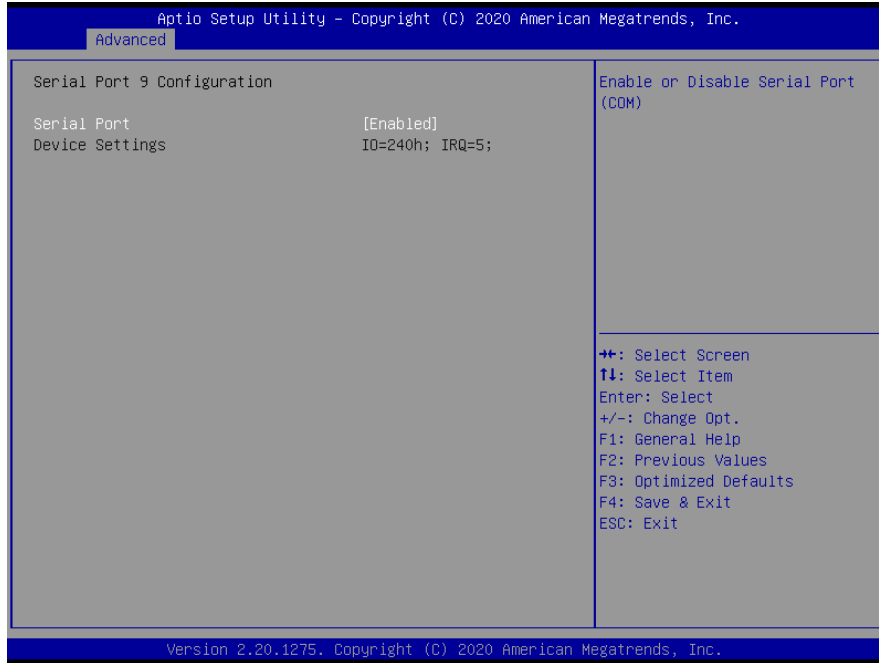 Aptio Setup Utility – Copyright (C) 2020 American Megatrends, Inc.
Advanced
Serial Port 9 Configuration
Serial Port [Enabled]
Device Settings IO=240h; IRQ=5;
Enable or Disable Serial Port
(COM)
→←: Select Screen
↑↓: Select Item
Enter: Select
+/-: Change Opt.
F1: General Help
F2: Previous Values
F3: Optimized Defaults
F4: Save & Exit
ESC: Exit
Version 2.20.1275. Copyright (C) 2020 American Megatrends, Inc.